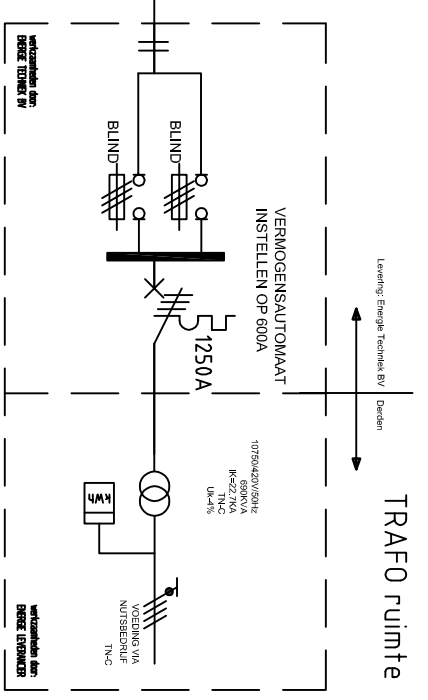 TRAFO ruimte
Levering: Energie Techniek BV
Derden
VERMOGENSAUTOMAAT
INSTELLEN OP 600A
1250A
BLIND
BLIND
10750/420V/50Hz
690KVA
IK=22.7KA
TN-C
Uk-4%
kWh
VOEDING VIA
NUTSBEDRIJF
TN-C
werkzaamheden door:
ENERGIE TECHNIEK BV
werkzaamheden door:
ENERGIE LEVERANCIER